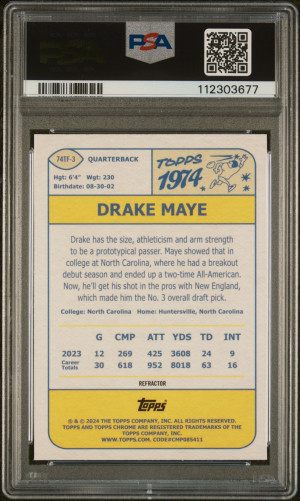 PSA
112303677
74TF-3 QUARTERBACK
Hgt: 6'4" Wgt: 230
Birthdate: 08-30-02
TOPPS
1974
DRAKE MAYE
Drake has the size, athleticism and arm strength
to be a prototypical passer. Maye showed that in
college at North Carolina, where he had a breakout
debut season and ended up a two-time All-American.
Now, he'll get his shot in the pros with New England,
which made him the No. 3 overall draft pick.
College: North Carolina Home: Huntersville, North Carolina
G CMP ATT YDS TD INT
2023 12 269 425 3608 24 9
Career
Totals 30 618 952 8018 63 16
REFRACTOR
Topps
® & © 2024 THE TOPPS COMPANY, INC. ALL RIGHTS RESERVED.
TOPPS AND TOPPS CHROME ARE REGISTERED TRADEMARKS OF THE
TOPPS COMPANY, INC.
WWW.TOPPS.COM. CODE#CMP085411